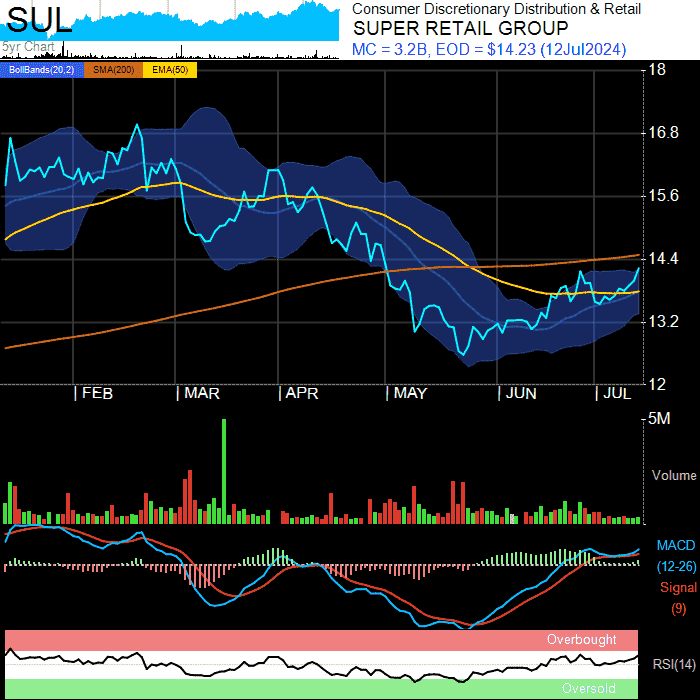 SUL
5yr Chart
Consumer Discretionary Distribution & Retail
SUPER RETAIL GROUP
MC = 3.2B, EOD = $14.23 (12Jul2024)
BollBands(20,2) SMA(200) EMA(50)
18
16.8
15.6
14.4
13.2
12
| FEB | MAR | APR | MAY | JUN | JUL
5M
Volume
MACD
(12-26)
Signal
(9)
Overbought
RSI(14)
Oversold